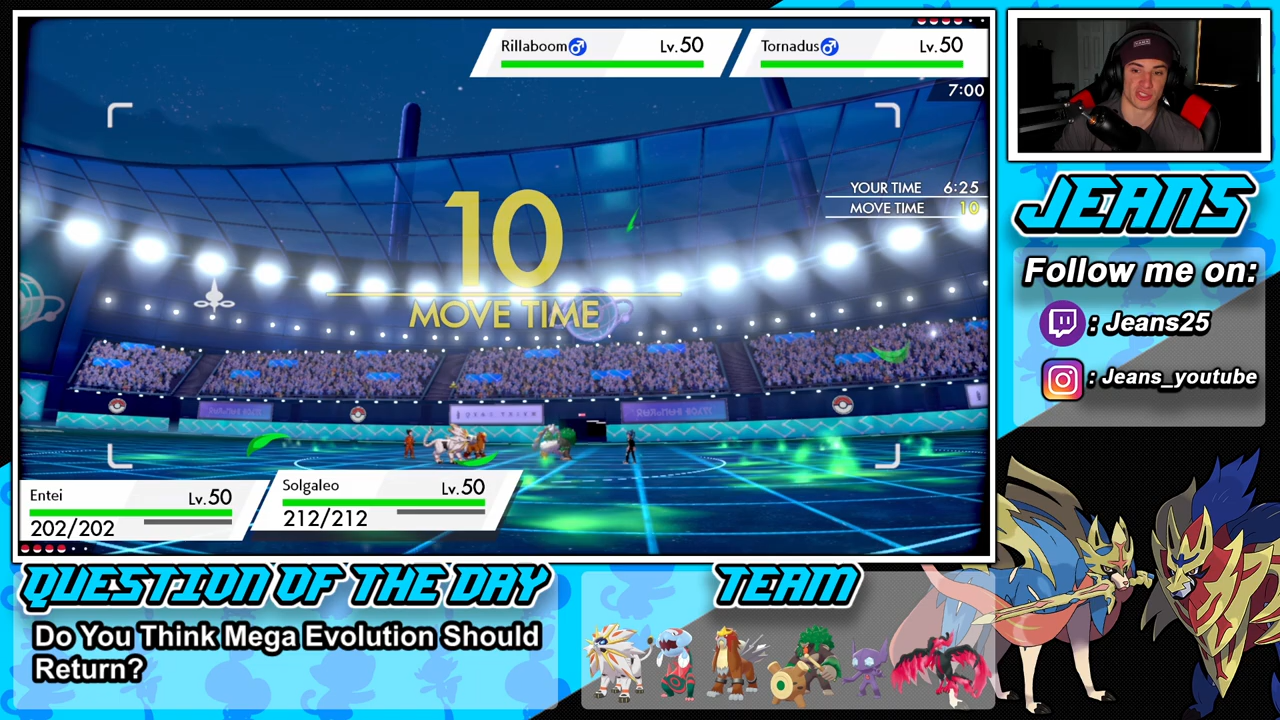 Rillaboom♂ Lv.50
Tornadus♂ Lv.50
7:00
YOUR TIME 6:25
MOVE TIME 10
10
MOVE TIME
Entei Lv.50
202/202
Solgaleo Lv.50
212/212
JEANS
Follow me on:
: Jeans25
: Jeans_youtube
QUESTION OF THE DAY
Do You Think Mega Evolution Should
Return?
TEAM